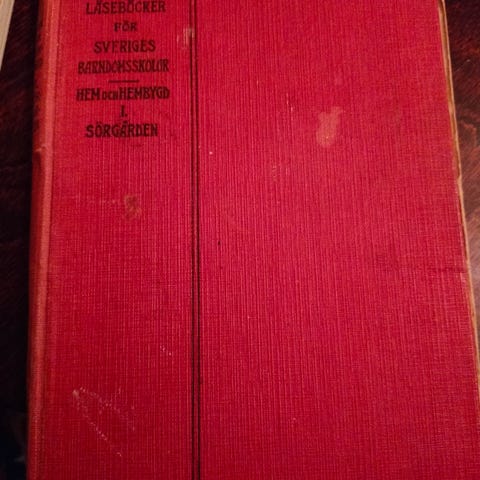 LÄSEBÖCKER
FÖR
SVERIGES
BARNDOMSSKOLOR
HEM OCH HEMBYGD
I.
SÖRGÅRDEN